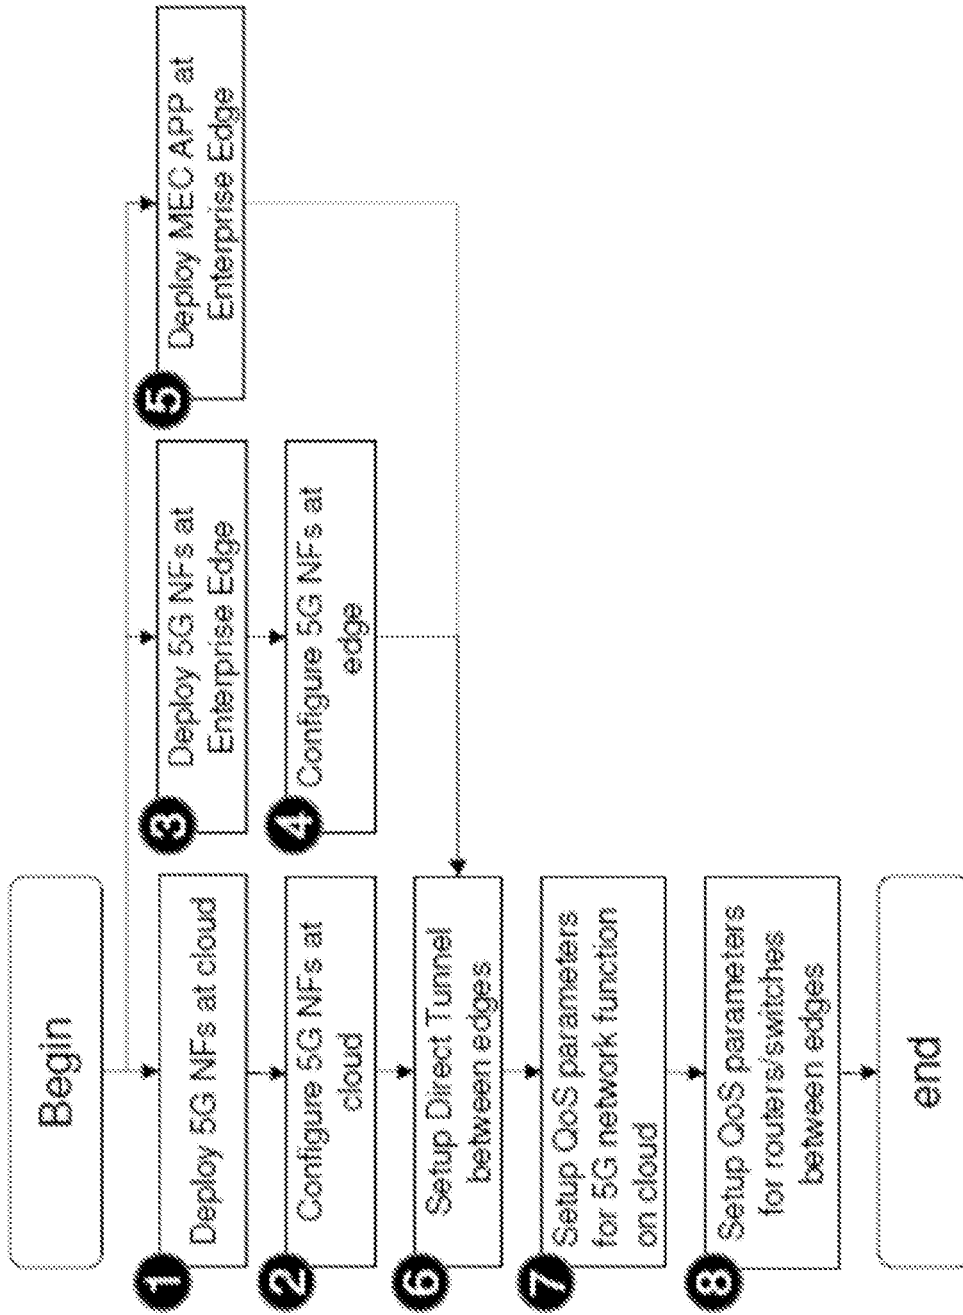 Begin
1
Deploy 5G NFs at cloud
2
Configure 5G NFs at
cloud
3
Deploy 5G NFs at
Enterprise Edge
4
Configure 5G NFs at
edge
5
Deploy MEC APP at
Enterprise Edge
6
Setup Direct Tunnel
between edges
7
Setup QoS parameters
for 5G network function
on cloud
8
Setup QoS parameters
for routers/switches
between edges
end